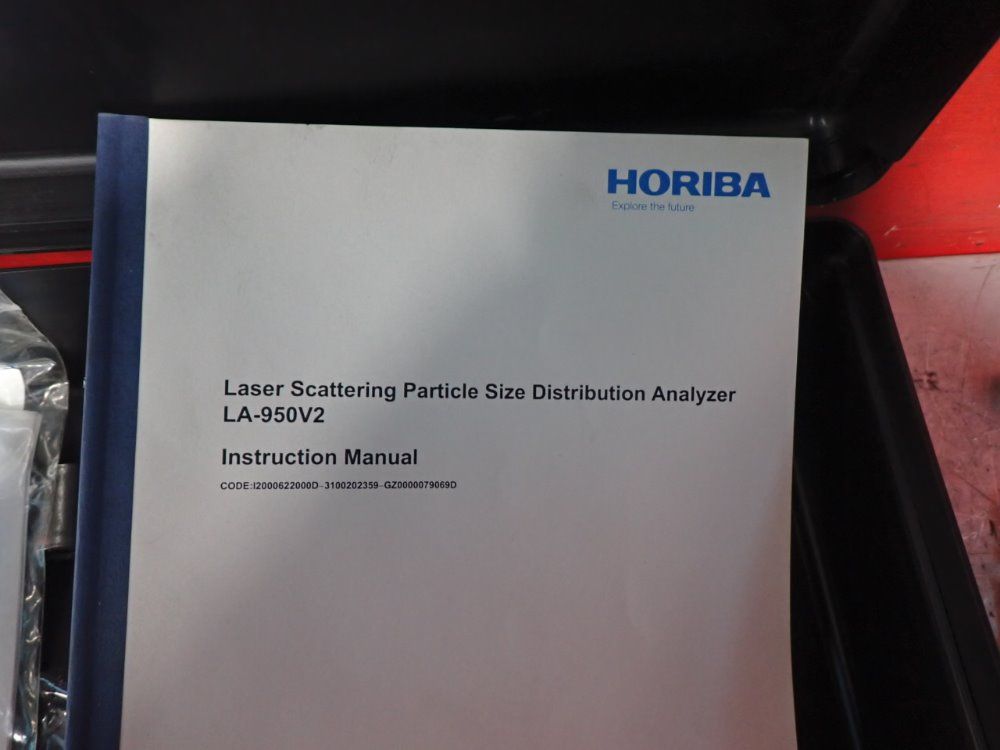 HORIBA
Explore the future
Laser Scattering Particle Size Distribution Analyzer
LA-950V2
Instruction Manual
CODE:I2000622000D-3100202359-GZ0000079069D